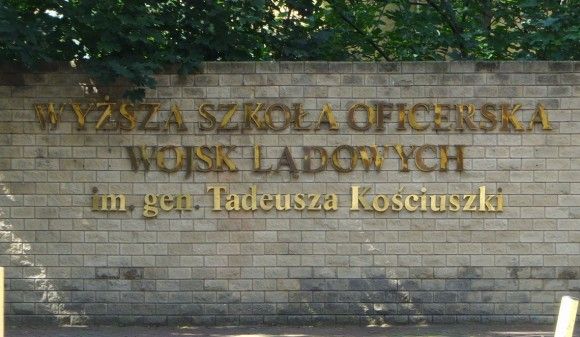 WYŻSZA SZKOŁA OFICERSKA
WOJSK LĄDOWYCH
im. gen. Tadeusza Kościuszki